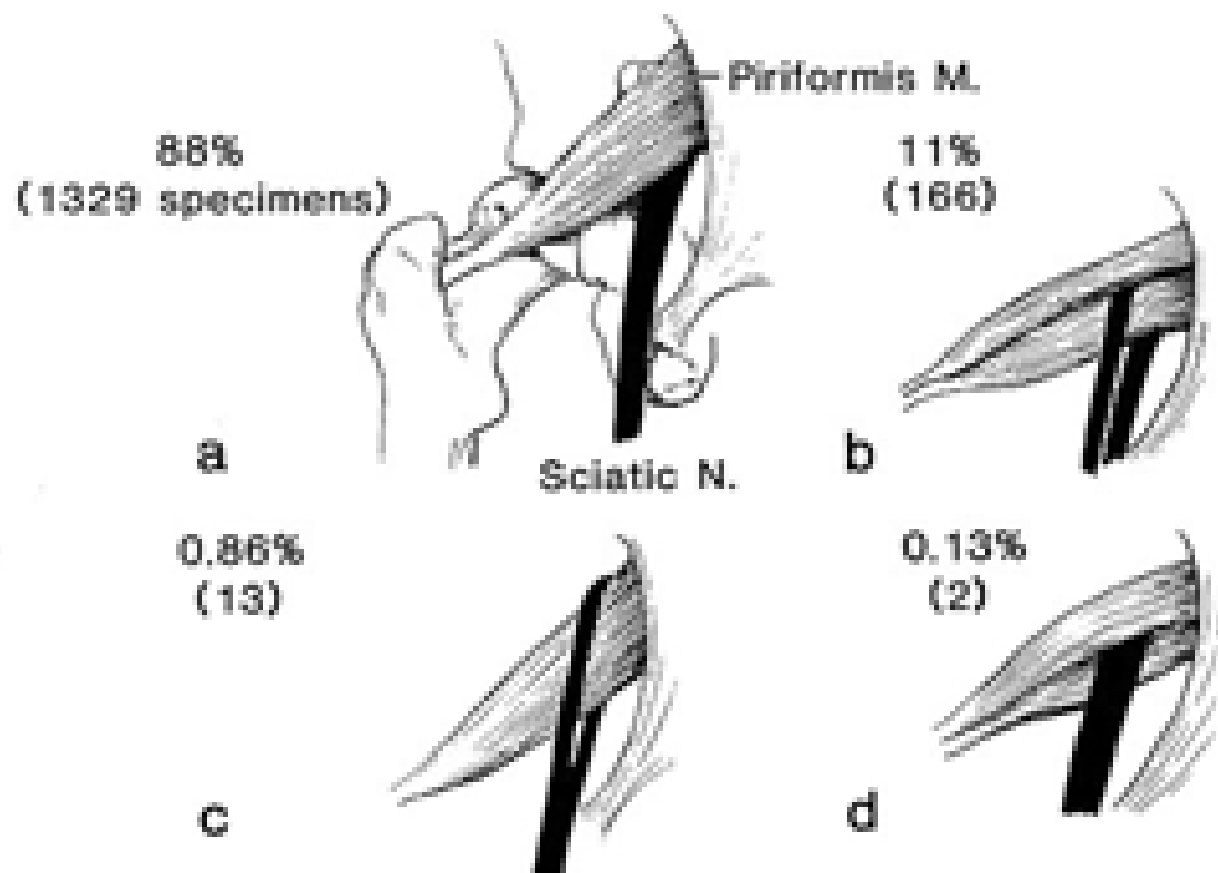 Piriformis M.
88%
(1329 specimens)
11%
(166)
a
Sciatic N.
b
0.86%
(13)
0.13%
(2)
c
d